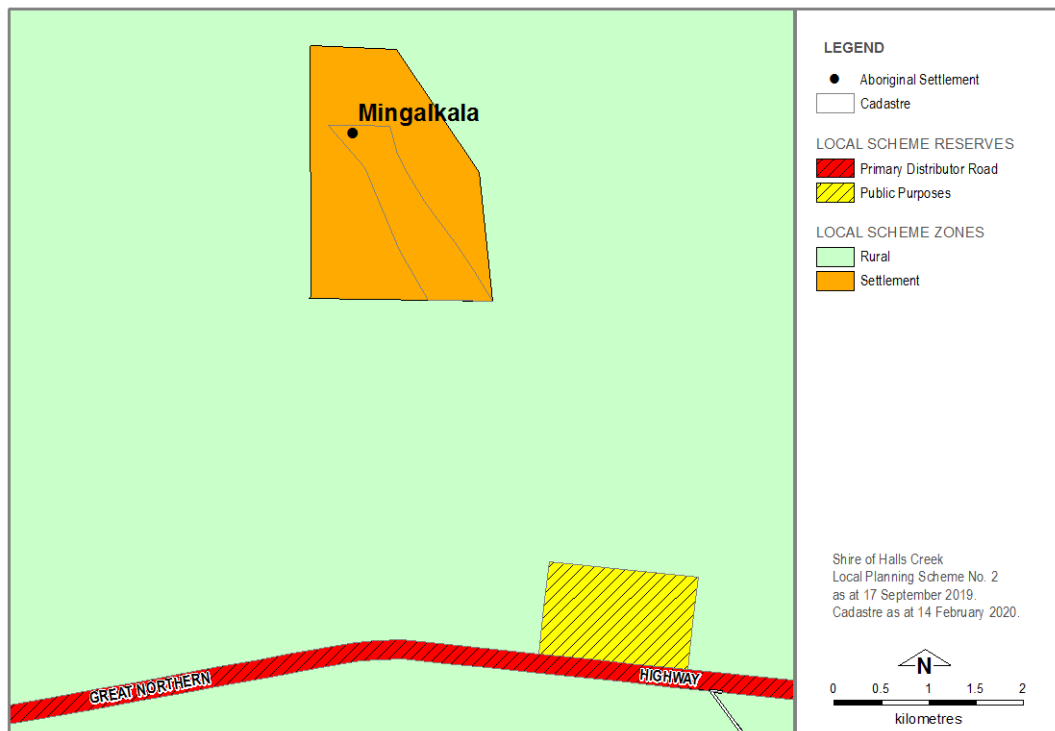 Mingalkala
GREAT NORTHERN
HIGHWAY
LEGEND
Aboriginal Settlement
Cadastre
LOCAL SCHEME RESERVES
Primary Distributor Road
Public Purposes
LOCAL SCHEME ZONES
Rural
Settlement
Shire of Halls Creek
Local Planning Scheme No. 2
as at 17 September 2019.
Cadastre as at 14 February 2020.
N
0 0.5 1 1.5 2
kilometres